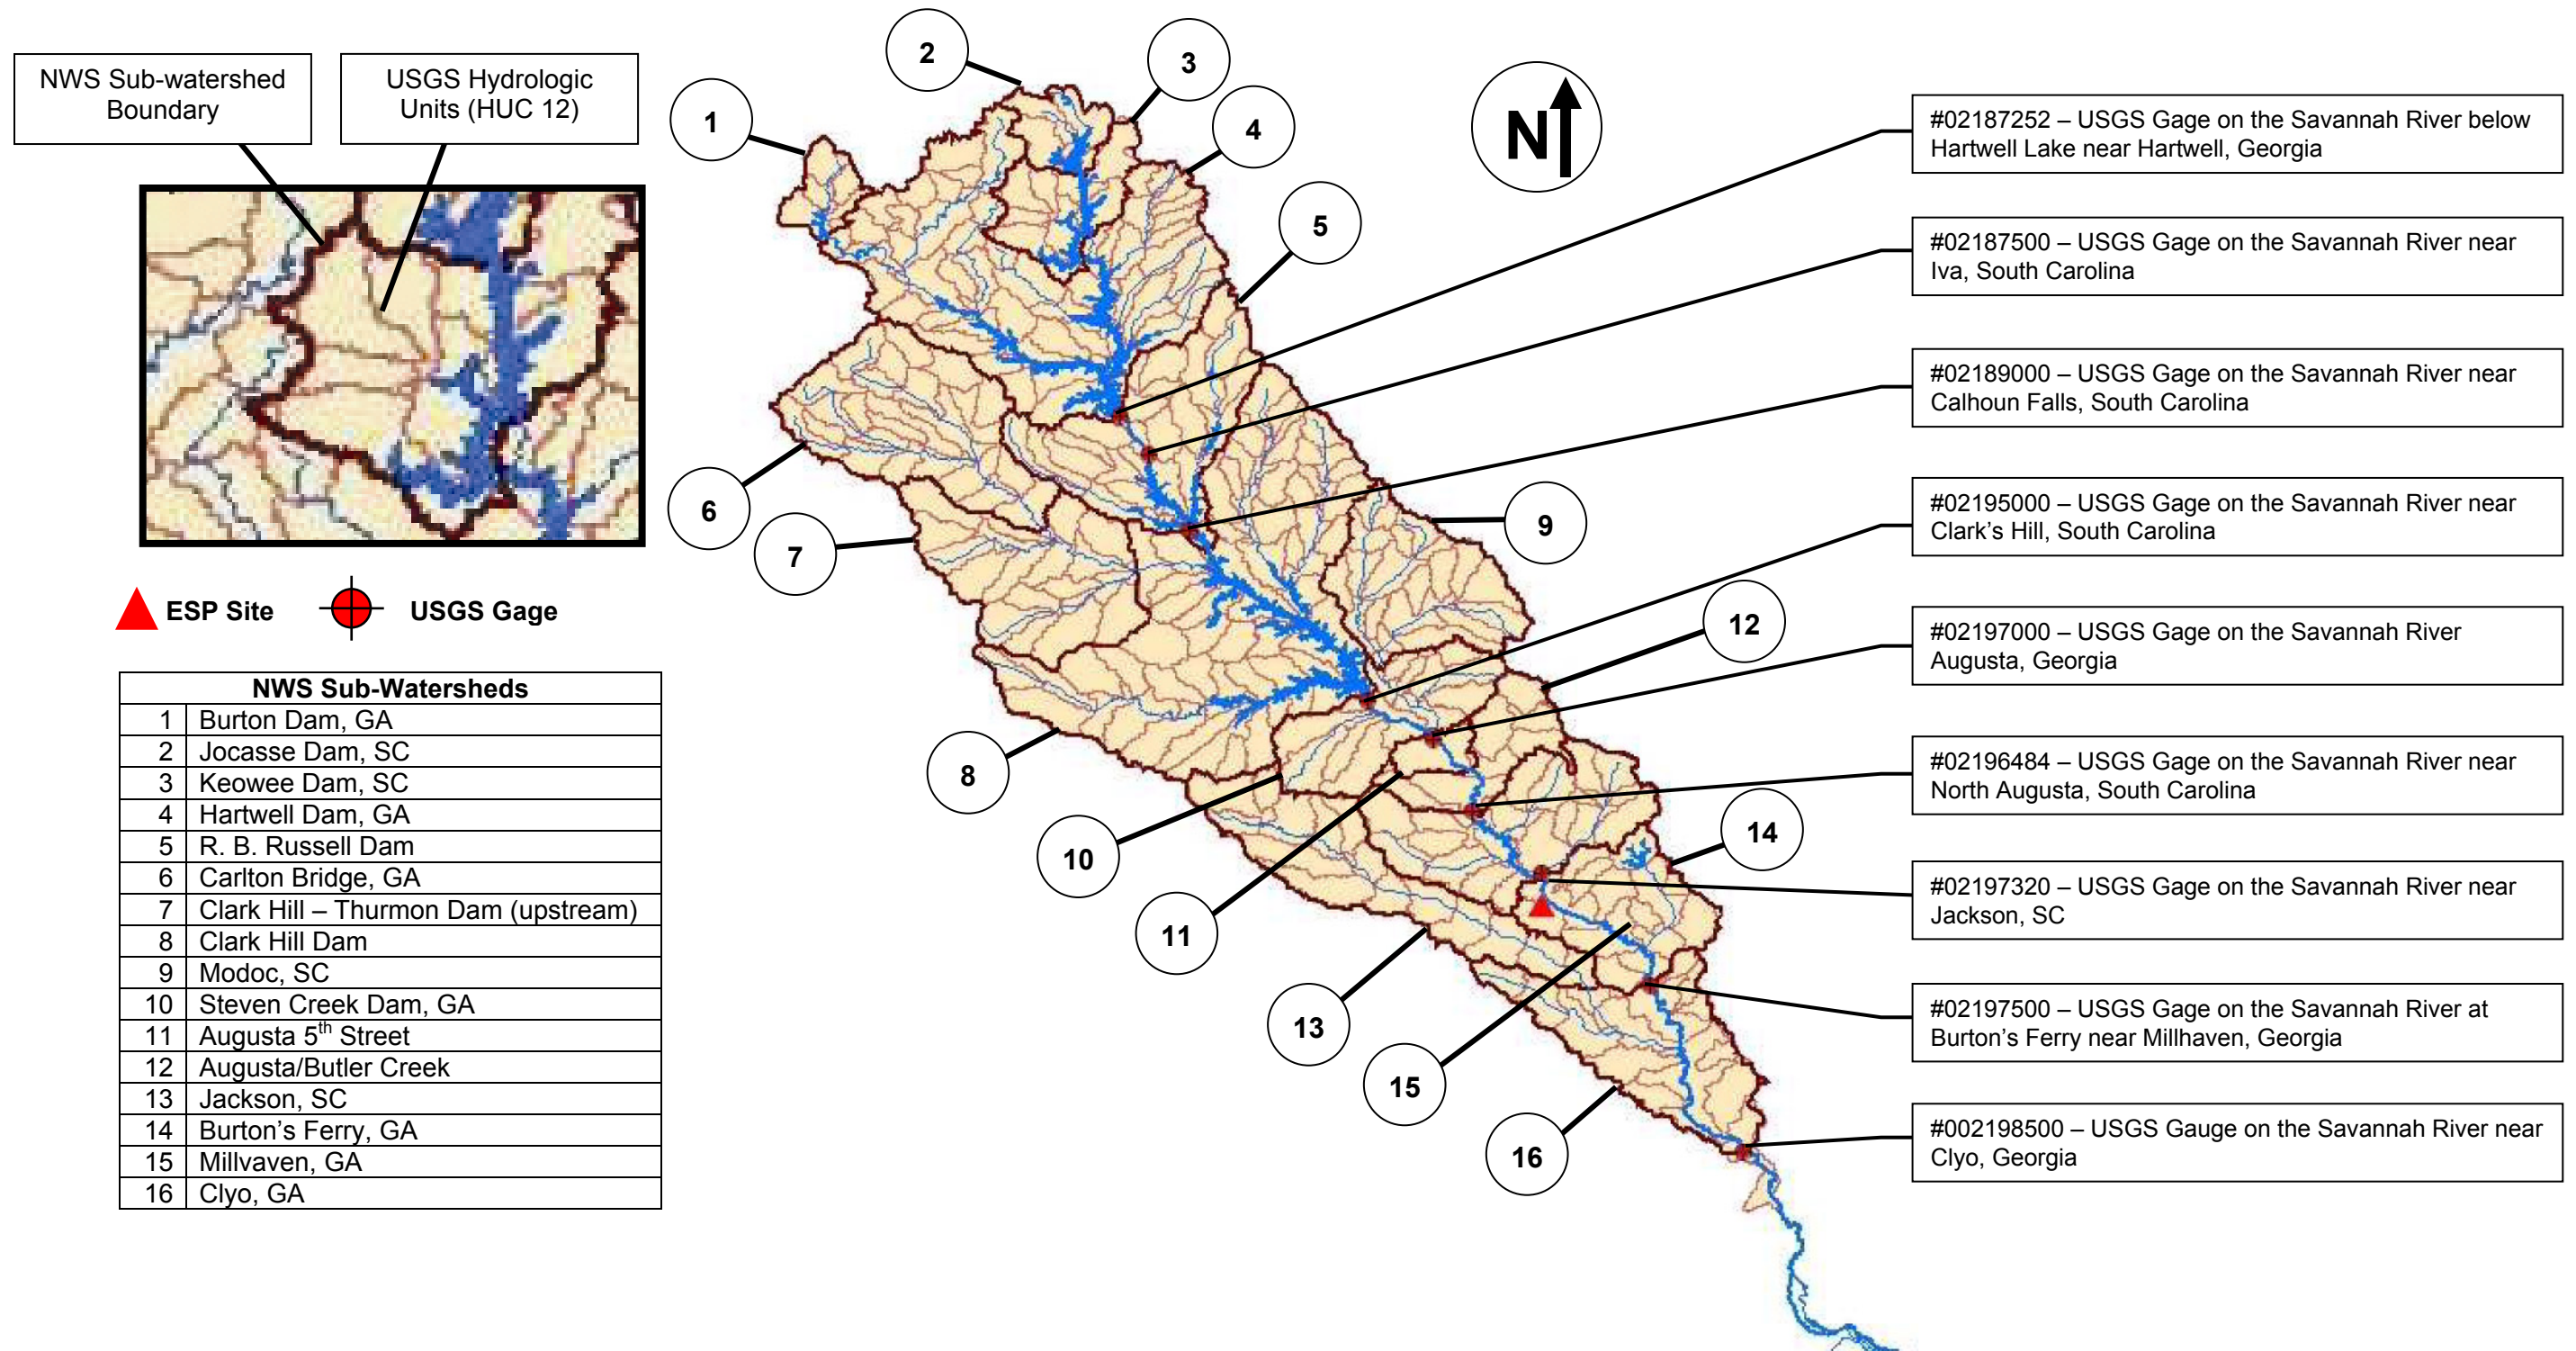 NWS Sub-watershed
Boundary
USGS Hydrologic
Units (HUC 12)
ESP Site
USGS Gage
NWS Sub-Watersheds
1 Burton Dam, GA
2 Jocasse Dam, SC
3 Keowee Dam, SC
4 Hartwell Dam, GA
5 R. B. Russell Dam
6 Carlton Bridge, GA
7 Clark Hill – Thurmon Dam (upstream)
8 Clark Hill Dam
9 Modoc, SC
10 Steven Creek Dam, GA
11 Augusta 5th Street
12 Augusta/Butler Creek
13 Jackson, SC
14 Burton’s Ferry, GA
15 Millvaven, GA
16 Clyo, GA
1
2
3
4
5
6
7
8
9
10
11
12
13
14
15
16
N
#02187252 – USGS Gage on the Savannah River below
Hartwell Lake near Hartwell, Georgia
#02187500 – USGS Gage on the Savannah River near
Iva, South Carolina
#02189000 – USGS Gage on the Savannah River near
Calhoun Falls, South Carolina
#02195000 – USGS Gage on the Savannah River near
Clark’s Hill, South Carolina
#02197000 – USGS Gage on the Savannah River
Augusta, Georgia
#02196484 – USGS Gage on the Savannah River near
North Augusta, South Carolina
#02197320 – USGS Gage on the Savannah River near
Jackson, SC
#02197500 – USGS Gage on the Savannah River at
Burton’s Ferry near Millhaven, Georgia
#002198500 – USGS Gauge on the Savannah River near
Clyo, Georgia